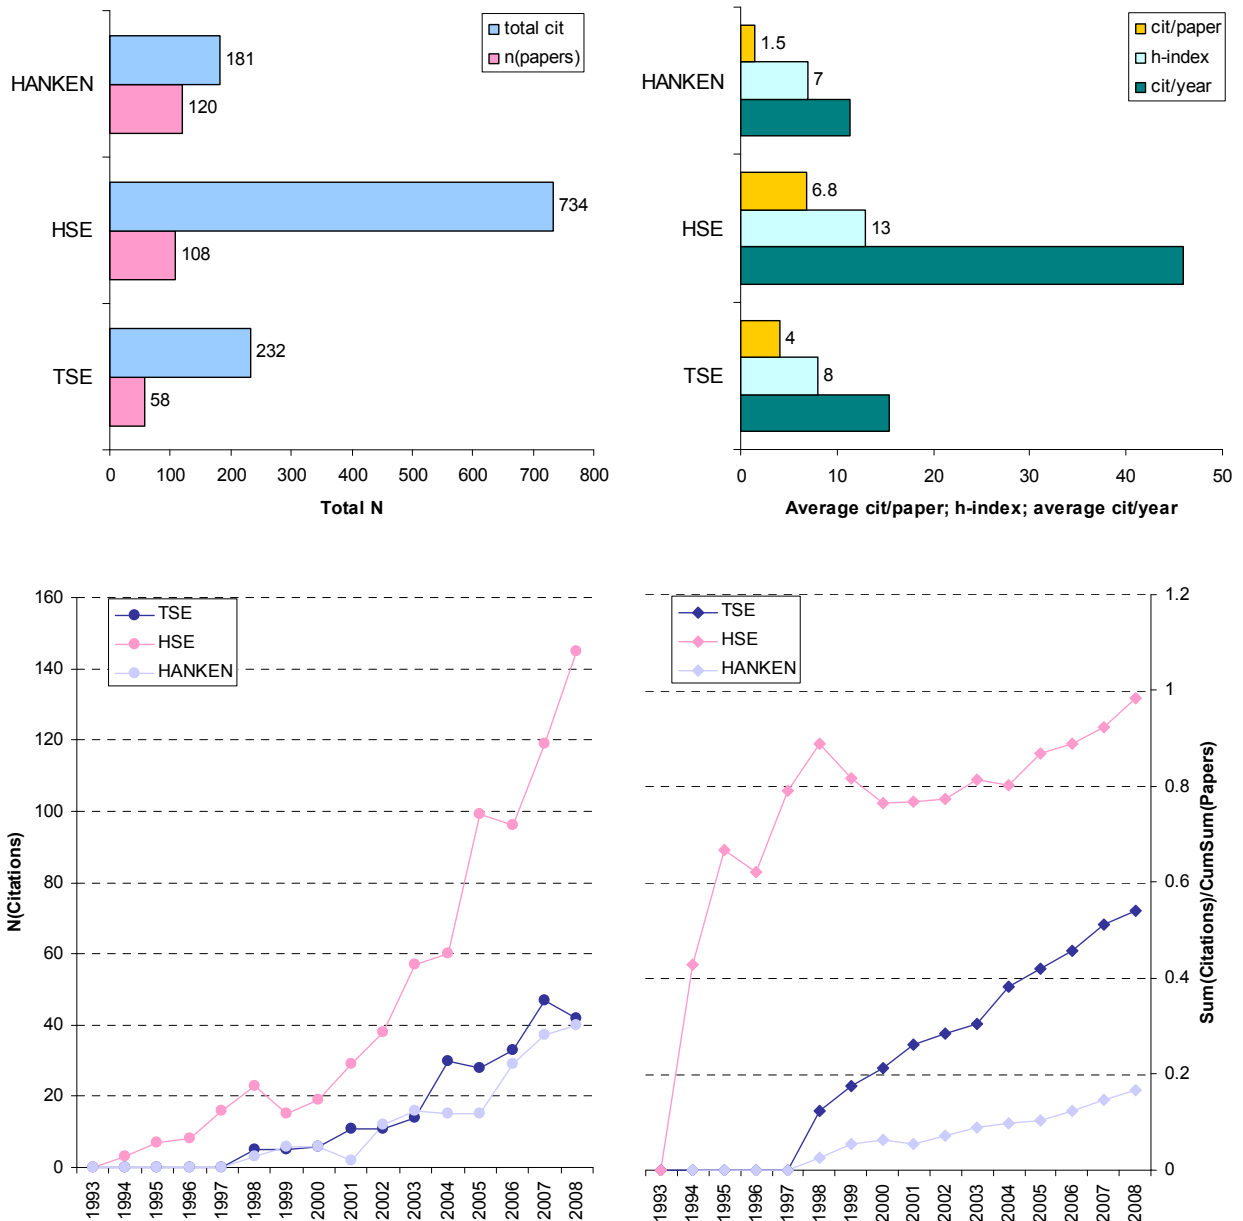 total cit
n(papers)
HANKEN
181
120
HSE
734
108
TSE
232
58
0 100 200 300 400 500 600 700 800
Total N
cit/paper
h-index
cit/year
HANKEN
1.5
7
HSE
6.8
13
TSE
4
8
0 10 20 30 40 50
Average cit/paper; h-index; average cit/year
TSE
HSE
HANKEN
N(Citations)
160
140
120
100
80
60
40
20
0
1993 1994 1995 1996 1997 1998 1999 2000 2001 2002 2003 2004 2005 2006 2007 2008
TSE
HSE
HANKEN
1.2
1
0.8
0.6
0.4
0.2
0
Sum(Citations)/CumSum(Papers)
1993 1994 1995 1996 1997 1998 1999 2000 2001 2002 2003 2004 2005 2006 2007 2008